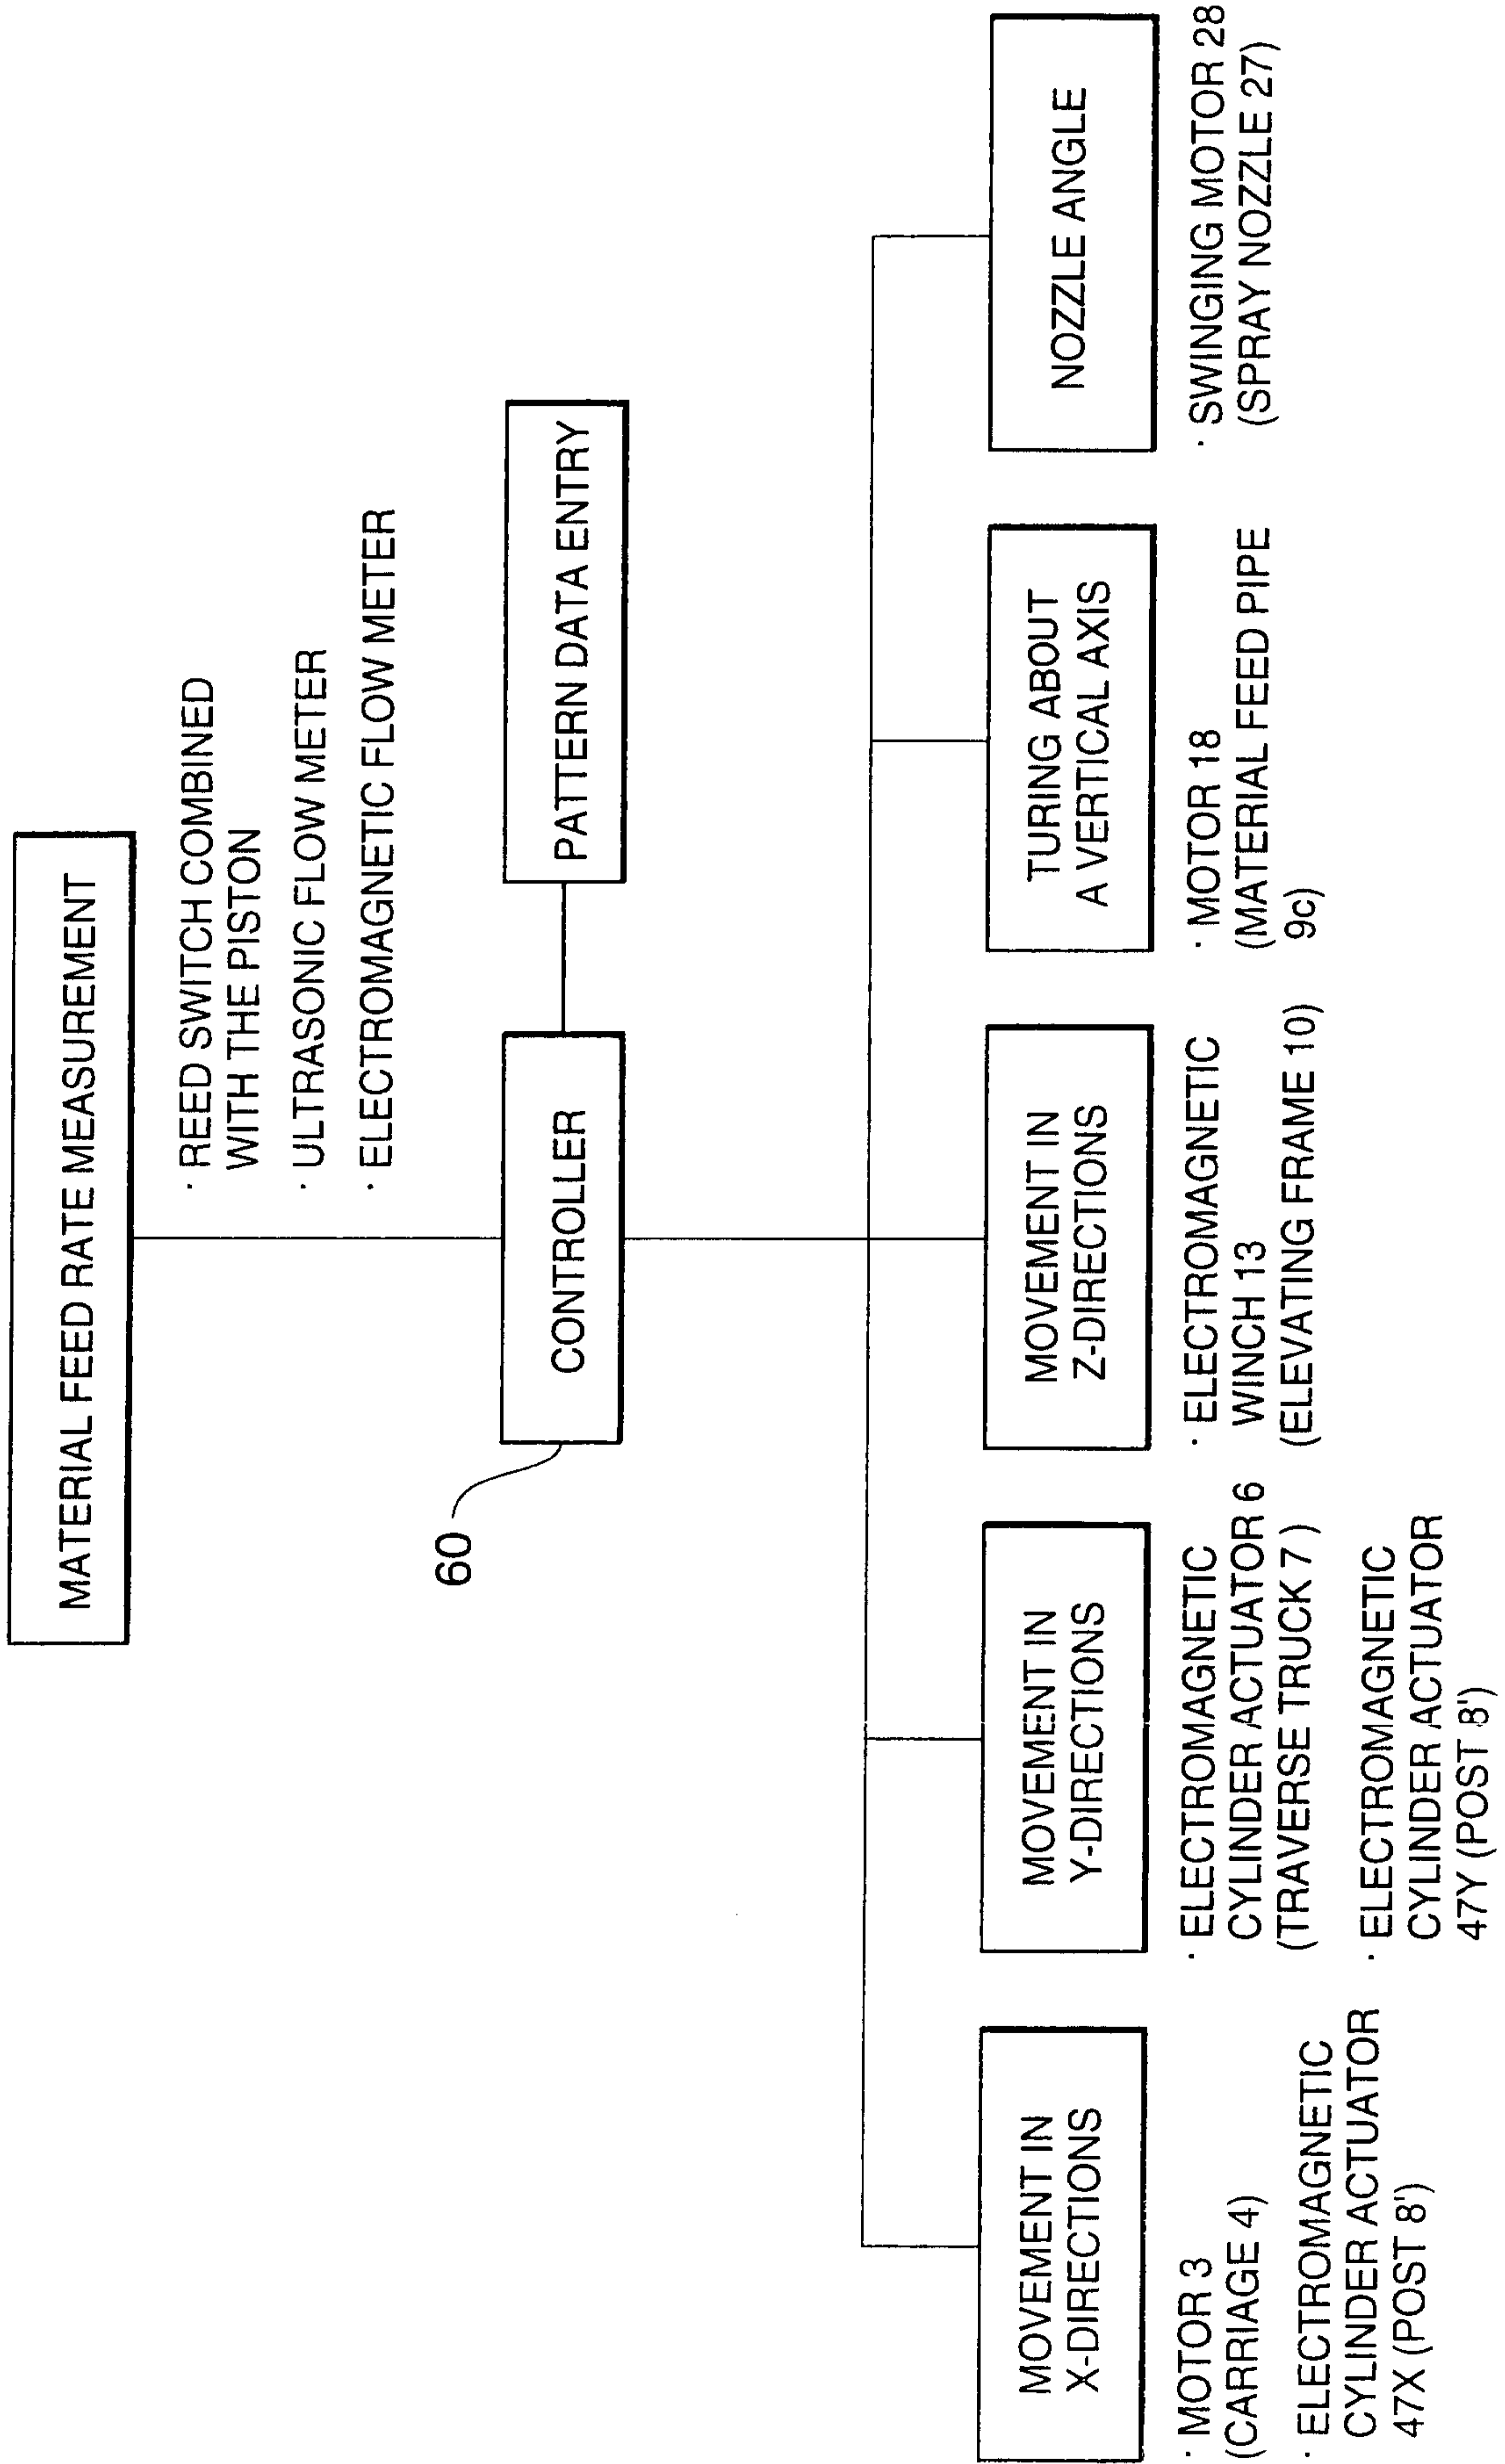 MATERIAL FEED RATE MEASUREMENT
· REED SWITCH COMBINED
WITH THE PISTON
· ULTRASONIC FLOW METER
· ELECTROMAGNETIC FLOW METER
60
CONTROLLER
PATTERN DATA ENTRY
MOVEMENT IN
X-DIRECTIONS
· MOTOR 3
(CARRIAGE 4)
· ELECTROMAGNETIC
CYLINDER ACTUATOR
47X (POST 8')
MOVEMENT IN
Y-DIRECTIONS
· ELECTROMAGNETIC
CYLINDER ACTUATOR 6
(TRAVERSE TRUCK 7 )
· ELECTROMAGNETIC
CYLINDER ACTUATOR
47Y (POST 8')
MOVEMENT IN
Z-DIRECTIONS
· ELECTROMAGNETIC
WINCH 13
(ELEVATING FRAME 10)
TURING ABOUT
A VERTICAL AXIS
· MOTOR 18
(MATERIAL FEED PIPE
9c)
NOZZLE ANGLE
· SWINGING MOTOR 28
(SPRAY NOZZLE 27)